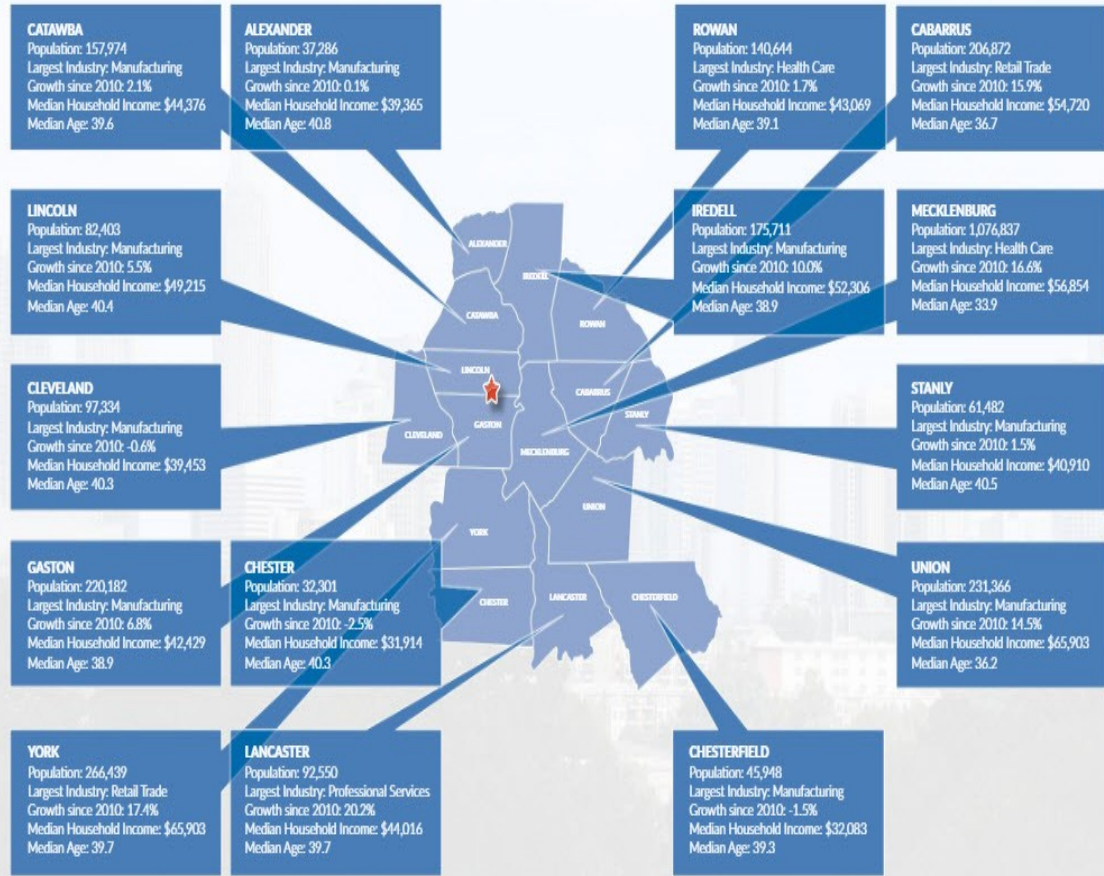 CATAWBA
Population: 157,974
Largest Industry: Manufacturing
Growth since 2010: 2.1%
Median Household Income: $44,376
Median Age: 39.6
ALEXANDER
Population: 37,286
Largest Industry: Manufacturing
Growth since 2010: 0.1%
Median Household Income: $39,365
Median Age: 40.8
ROWAN
Population: 140,644
Largest Industry: Health Care
Growth since 2010: 1.7%
Median Household Income: $43,069
Median Age: 39.1
CABARRUS
Population: 206,872
Largest Industry: Retail Trade
Growth since 2010: 15.9%
Median Household Income: $54,720
Median Age: 36.7
LINCOLN
Population: 82,403
Largest Industry: Manufacturing
Growth since 2010: 5.5%
Median Household Income: $49,215
Median Age: 40.4
IREDELL
Population: 175,711
Largest Industry: Manufacturing
Growth since 2010: 10.0%
Median Household Income: $52,306
Median Age: 38.9
MECKLENBURG
Population: 1,076,837
Largest Industry: Health Care
Growth since 2010: 16.6%
Median Household Income: $56,854
Median Age: 33.9
ALEXANDER
IREDELL
CATAWBA
ROWAN
LINCOLN
CABARRUS
STANLY
GASTON
CLEVELAND
MECKLENBURG
UNION
YORK
CHESTER
LANCASTER
CHESTERFIELD
CLEVELAND
Population: 97,334
Largest Industry: Manufacturing
Growth since 2010: -0.6%
Median Household Income: $39,453
Median Age: 40.3
STANLY
Population: 61,482
Largest Industry: Manufacturing
Growth since 2010: 1.5%
Median Household Income: $40,910
Median Age: 40.5
GASTON
Population: 220,182
Largest Industry: Manufacturing
Growth since 2010: 6.8%
Median Household Income: $42,429
Median Age: 38.9
CHESTER
Population: 32,301
Largest Industry: Manufacturing
Growth since 2010: -2.5%
Median Household Income: $31,914
Median Age: 40.3
UNION
Population: 231,366
Largest Industry: Manufacturing
Growth since 2010: 14.5%
Median Household Income: $65,903
Median Age: 36.2
YORK
Population: 266,439
Largest Industry: Retail Trade
Growth since 2010: 17.4%
Median Household Income: $65,903
Median Age: 39.7
LANCASTER
Population: 92,550
Largest Industry: Professional Services
Growth since 2010: 20.2%
Median Household Income: $44,016
Median Age: 39.7
CHESTERFIELD
Population: 45,948
Largest Industry: Manufacturing
Growth since 2010: -1.5%
Median Household Income: $32,083
Median Age: 39.3